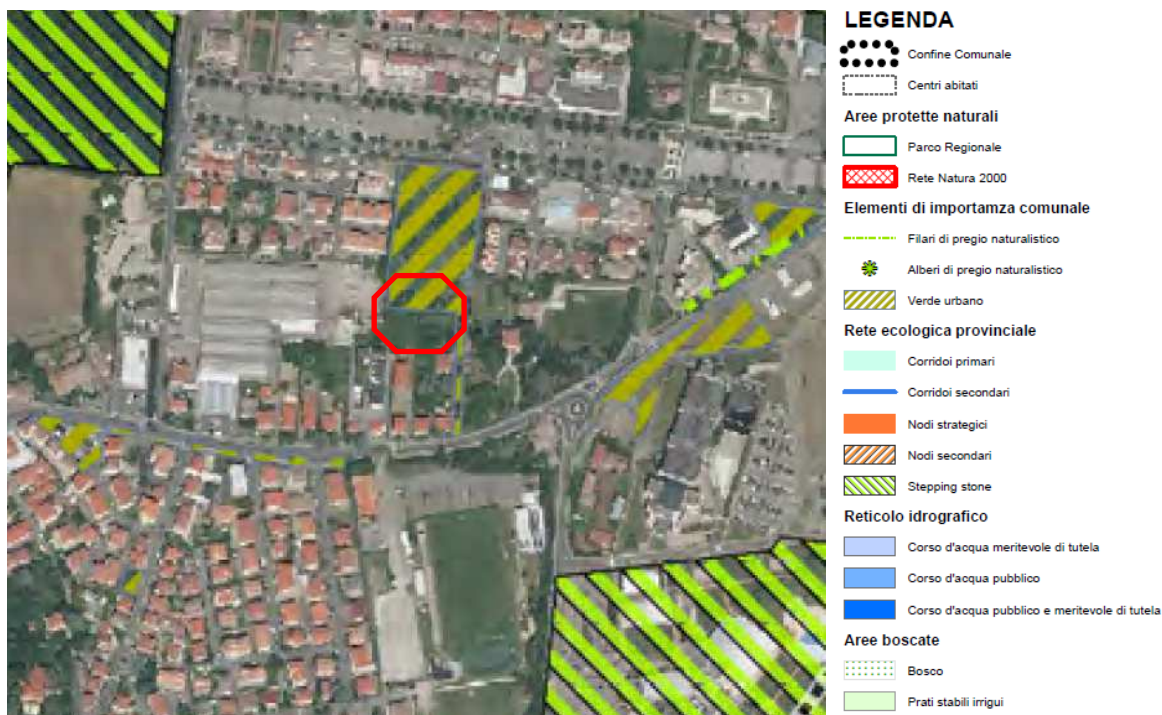 LEGENDA
Confine Comunale
Centri abitati
Aree protette naturali
Parco Regionale
Rete Natura 2000
Elementi di importamza comunale
Filari di pregio naturalistico
Alberi di pregio naturalistico
Verde urbano
Rete ecologica provinciale
Corridoi primari
Corridoi secondari
Nodi strategici
Nodi secondari
Stepping stone
Reticolo idrografico
Corso d'acqua meritevole di tutela
Corso d'acqua pubblico
Corso d'acqua pubblico e meritevole di tutela
Aree boscate
Bosco
Prati stabili irrigui